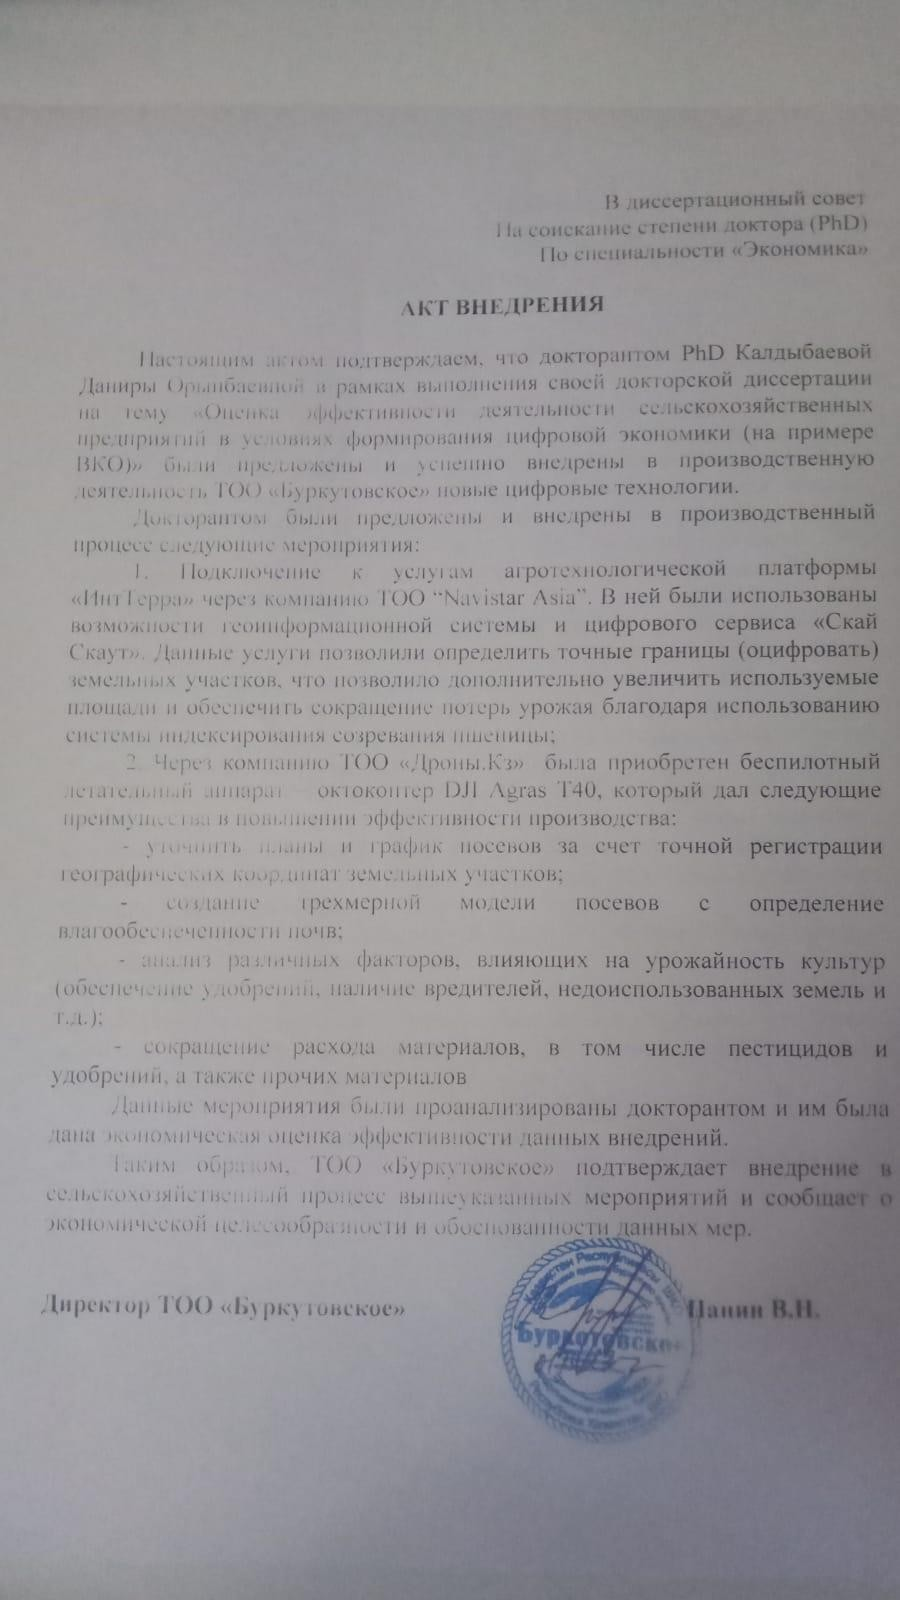 В диссертационный совет
На соискание степени доктора (PhD)
По специальности «Экономика»
АКТ ВНЕДРЕНИЯ
Настоящим актом подтверждаем, что докторантом PhD Калдыбаевой
Даниры Орынбаевной в рамках выполнения своей докторской диссертации
на тему «Оценка эффективности деятельности сельскохозяйственных
предприятий в условиях формирования цифровой экономики (на примере
ВКО)» были предложены и успешно внедрены в производственную
деятельность ТОО «Буркутовское» новые цифровые технологии.
Докторантом были предложены и внедрены в производственный
процесс следующие мероприятия:
1. Подключение к услугам агротехнологической платформы
«ИнтТерра» через компанию ТОО “Navistar Asia”. В ней были использованы
возможности геоинформационной системы и цифрового сервиса «Скай
Скаут». Данные услуги позволили определить точные границы (оцифровать)
земельных участков, что позволило дополнительно увеличить используемые
площади и обеспечить сокращение потерь урожая благодаря использованию
системы индексирования созревания пшеницы;
2. Через компанию ТОО «Дроны.Кз» была приобретен беспилотный
летательный аппарат – октокоптер DJI Agras T40, который дал следующие
преимущества в повышении эффективности производства:
- уточнить планы и график посевов за счет точной регистрации
географических координат земельных участков;
- создание трехмерной модели посевов с определение
влагообеспеченности почв;
- анализ различных факторов, влияющих на урожайность культур
(обеспечение удобрений, наличие вредителей, недоиспользованных земель и
т.д.);
- сокращение расхода материалов, в том числе пестицидов и
удобрений, а также прочих материалов
Данные мероприятия были проанализированы докторантом и им была
дана экономическая оценка эффективности данных внедрений.
Таким образом, ТОО «Буркутовское» подтверждает внедрение в
сельскохозяйственный процесс вышеуказанных мероприятий и сообщает о
экономической целесообразности и обоснованности данных мер.
Директор ТОО «Буркутовское» Панин В.Н.